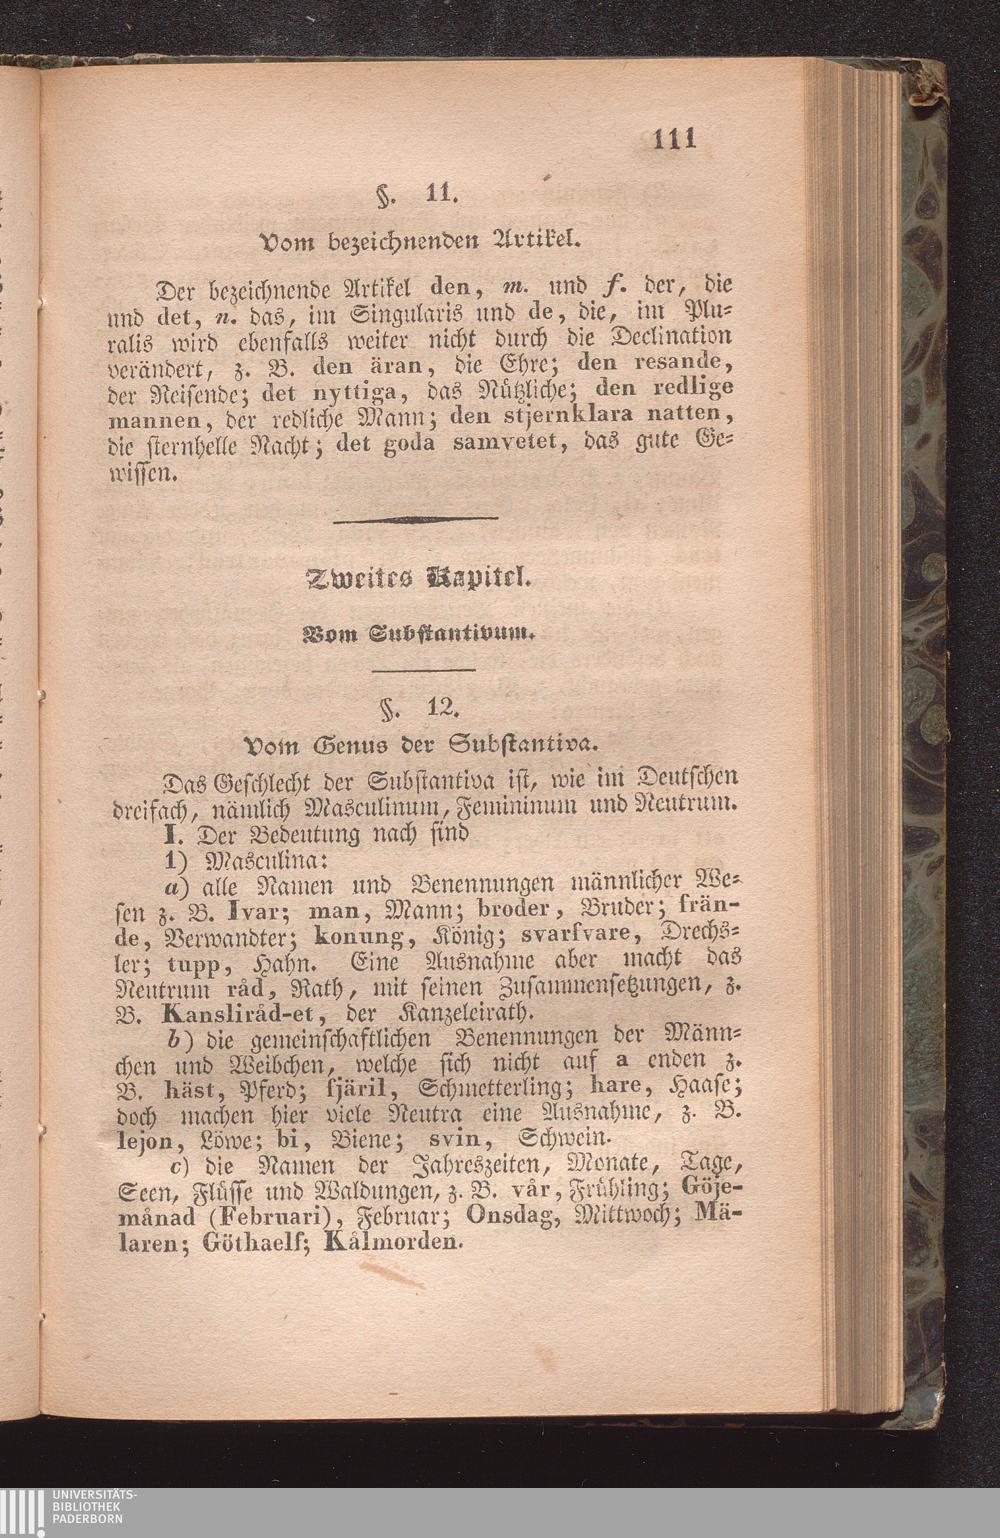 111
§. 11.
Vom bezeichnenden Artikel.
Der bezeichnende Artikel den, m. und f. der, die
und det, n. das, im Singularis und de, die, im Plu-
ralis wird ebenfalls weiter nicht durch die Declination
verändert, z. B. den äran, die Ehre; den resande,
der Reisende; det nyttiga, das Nützliche; den redlige
mannen, der redliche Mann; den stjernklara natten,
die sternhelle Nacht; det goda samvetet, das gute Ge-
wissen.
Zweites Kapitel.
Vom Substantivum.
§. 12.
Vom Genus der Substantiva.
Das Geschlecht der Substantiva ist, wie im Deutschen
dreifach, nämlich Masculinum, Femininum und Neutrum.
I. Der Bedeutung nach sind
1) Masculina:
a) alle Namen und Benennungen männlicher We-
sen z. B. Ivar; man, Mann; broder, Bruder; frän-
de, Verwandter; konung, König; svarfvare, Drechs-
ler; tupp, Hahn. Eine Ausnahme aber macht das
Neutrum råd, Rath, mit seinen Zusammensetzungen, z.
B. Kansliråd-et, der Kanzeleirath.
b) die gemeinschaftlichen Benennungen der Männ-
chen und Weibchen, welche sich nicht auf a enden z.
B. häst, Pferd; fjäril, Schmetterling; hare, Haase;
doch machen hier viele Neutra eine Ausnahme, z. B.
lejon, Löwe; bi, Biene; svin, Schwein.
c) die Namen der Jahreszeiten, Monate, Tage,
Seen, Flüsse und Waldungen, z. B. vår, Frühling; Göje-
månad (Februari), Februar; Onsdag, Mittwoch; Mä-
laren; Göthaelf; Kålmorden.
UNIVERSITÄTS-
BIBLIOTHEK
PADERBORN